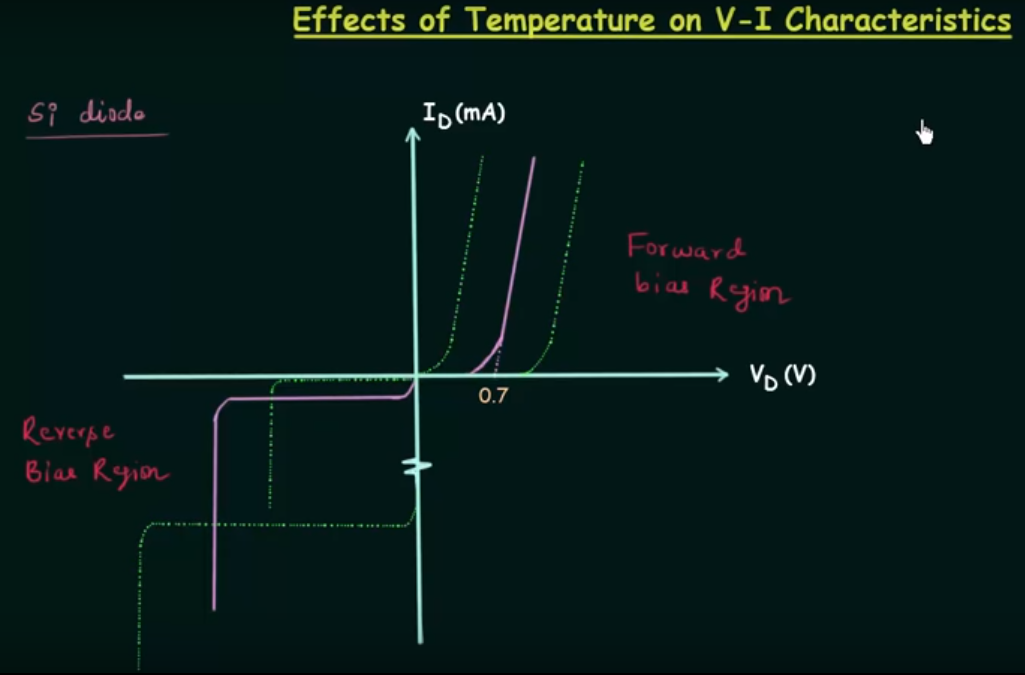 Effects of Temperature on V-I Characteristics
Si diode
I_D (mA)
Forward
bias Region
V_D (V)
0.7
Reverse
Bias Region